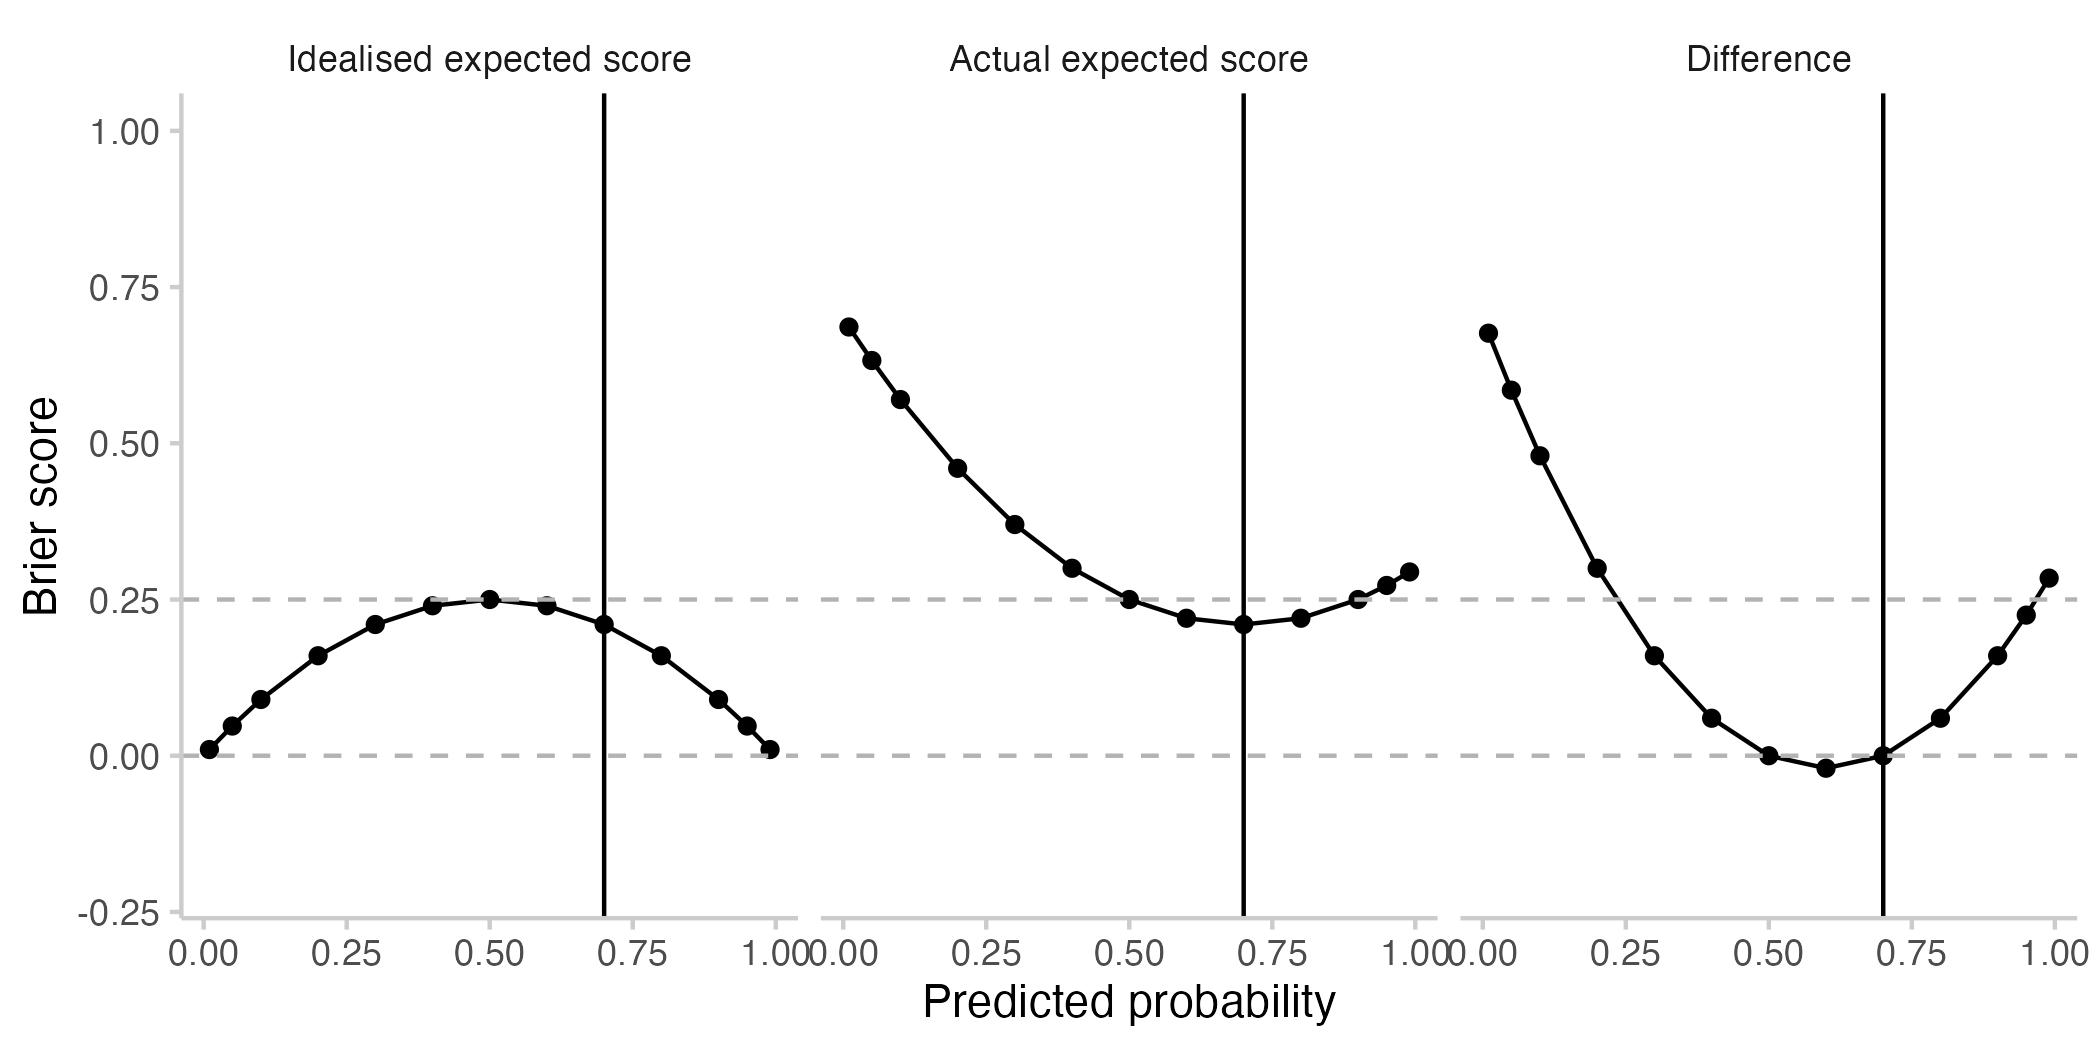 Idealised expected score
Actual expected score
Difference
1.00
0.75
0.50
0.25
0.00
-0.25
Brier score
0.00 0.25 0.50 0.75 1.00
0.00 0.25 0.50 0.75 1.00
0.00 0.25 0.50 0.75 1.00
Predicted probability